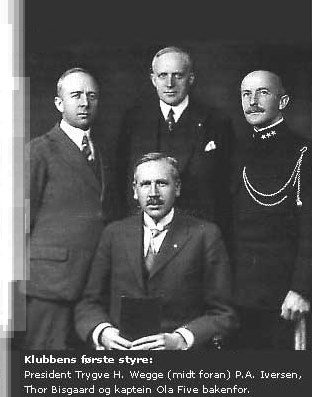 Klubbens første styre:
President Trygve H. Wegge (midt foran) P.A. Iversen,
Thor Bisgaard og kaptein Ola Five bakenfor.